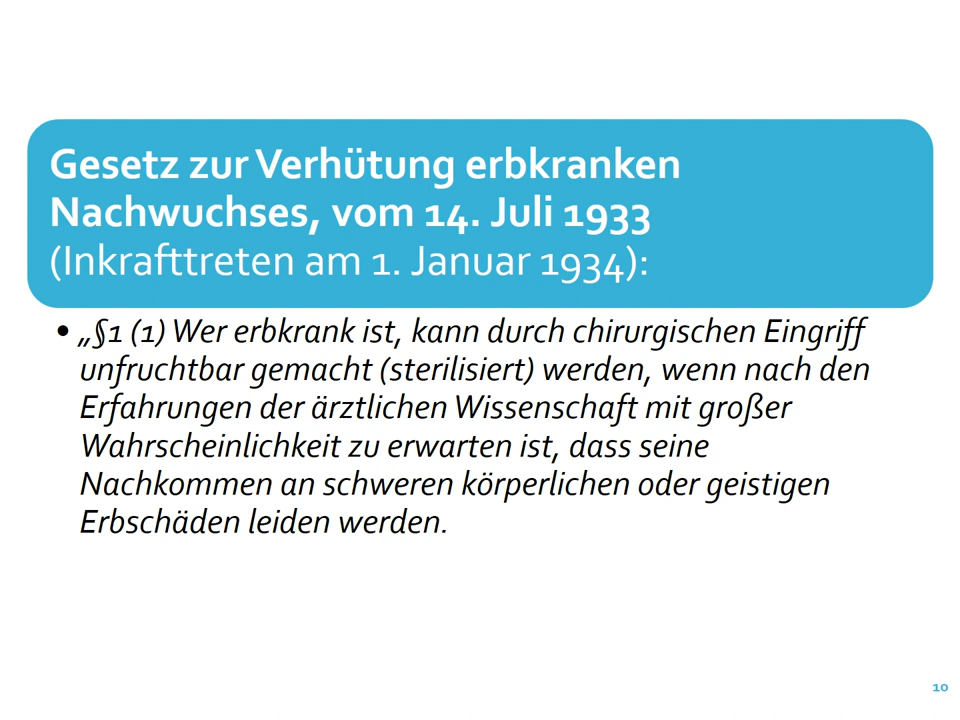 Gesetz zur Verhütung erbkranken
Nachwuchses, vom 14. Juli 1933
(Inkrafttreten am 1. Januar 1934):
• „§1 (1) Wer erbkrank ist, kann durch chirurgischen Eingriff
unfruchtbar gemacht (sterilisiert) werden, wenn nach den
Erfahrungen der ärztlichen Wissenschaft mit großer
Wahrscheinlichkeit zu erwarten ist, dass seine
Nachkommen an schweren körperlichen oder geistigen
Erbschäden leiden werden.
10